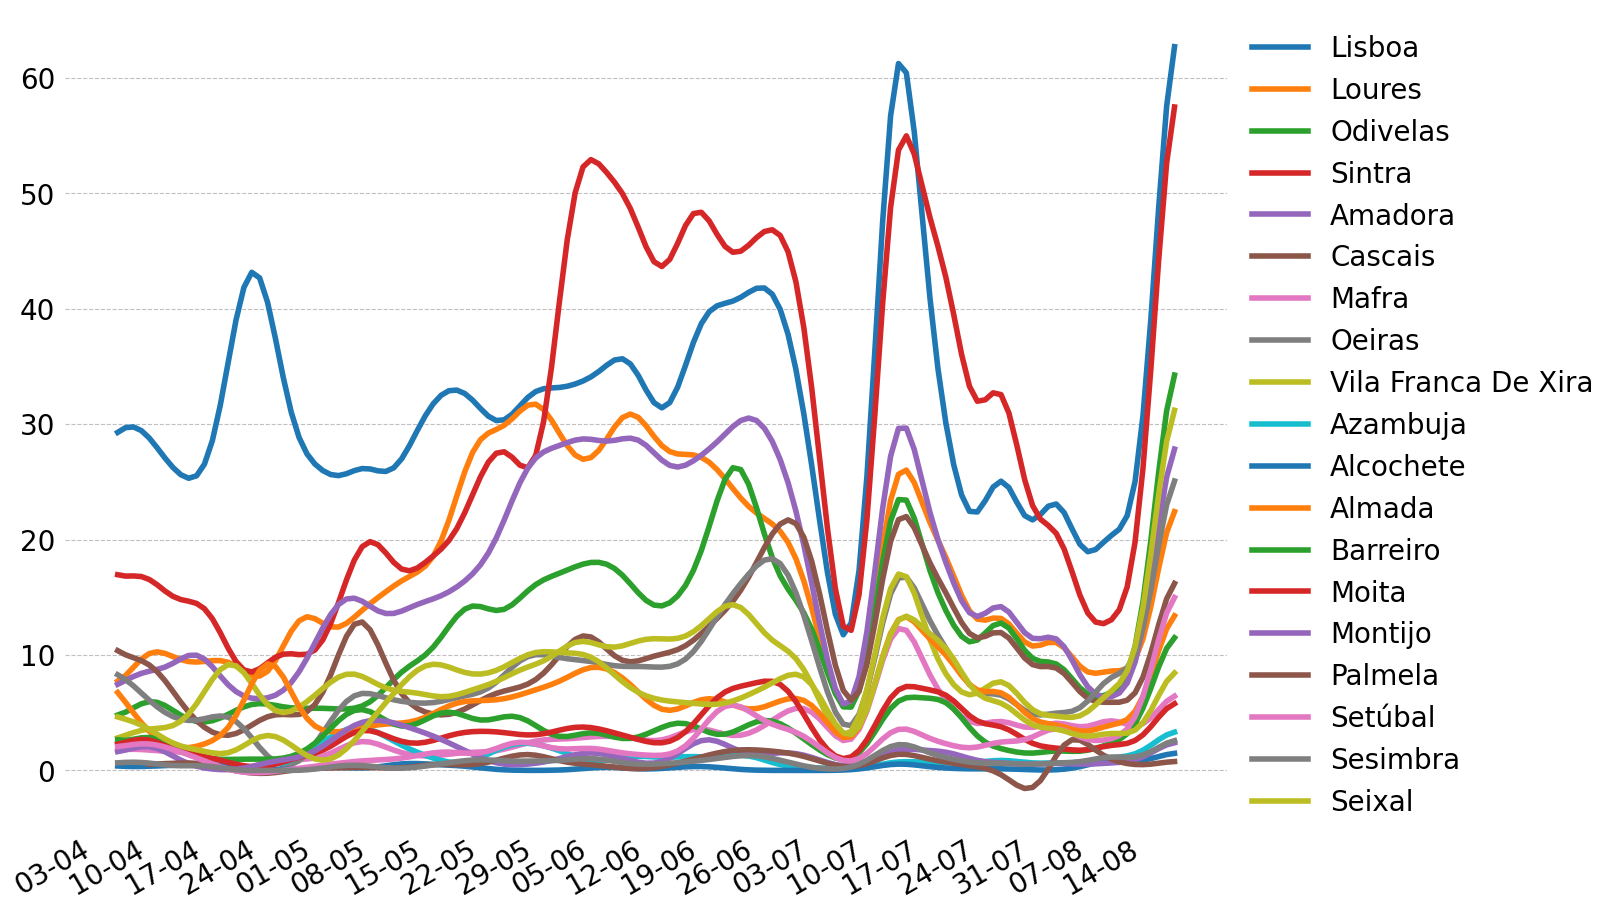 60
50
40
30
20
10
0
03-04
10-04
17-04
24-04
01-05
08-05
15-05
22-05
29-05
05-06
12-06
19-06
26-06
03-07
10-07
17-07
24-07
31-07
07-08
14-08
Lisboa
Loures
Odivelas
Sintra
Amadora
Cascais
Mafra
Oeiras
Vila Franca De Xira
Azambuja
Alcochete
Almada
Barreiro
Moita
Montijo
Palmela
Setúbal
Sesimbra
Seixal